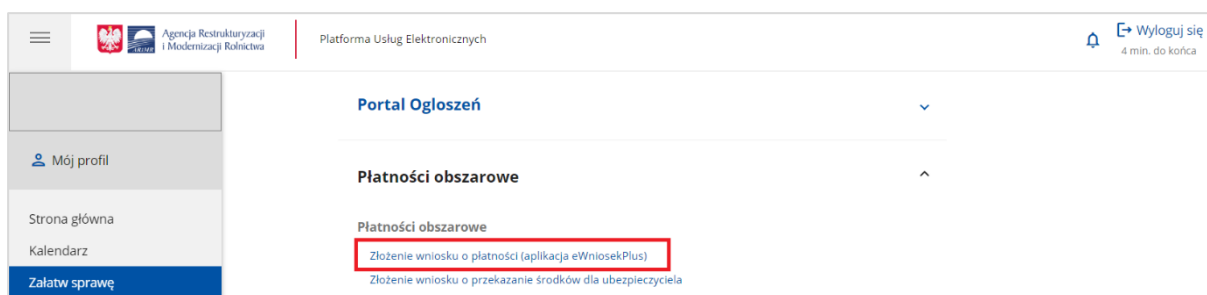 Agencja Restrukturyzacji
i Modernizacji Rolnictwa
Platforma Usług Elektronicznych
Wyloguj się
4 min. do końca
Portal Ogloszeń
Mój profil
Płatności obszarowe
Strona główna
Płatności obszarowe
Kalendarz
Złożenie wniosku o płatności (aplikacja eWniosekPlus)
Załatw sprawę
Złożenie wniosku o przekazanie środków dla ubezpieczyciela